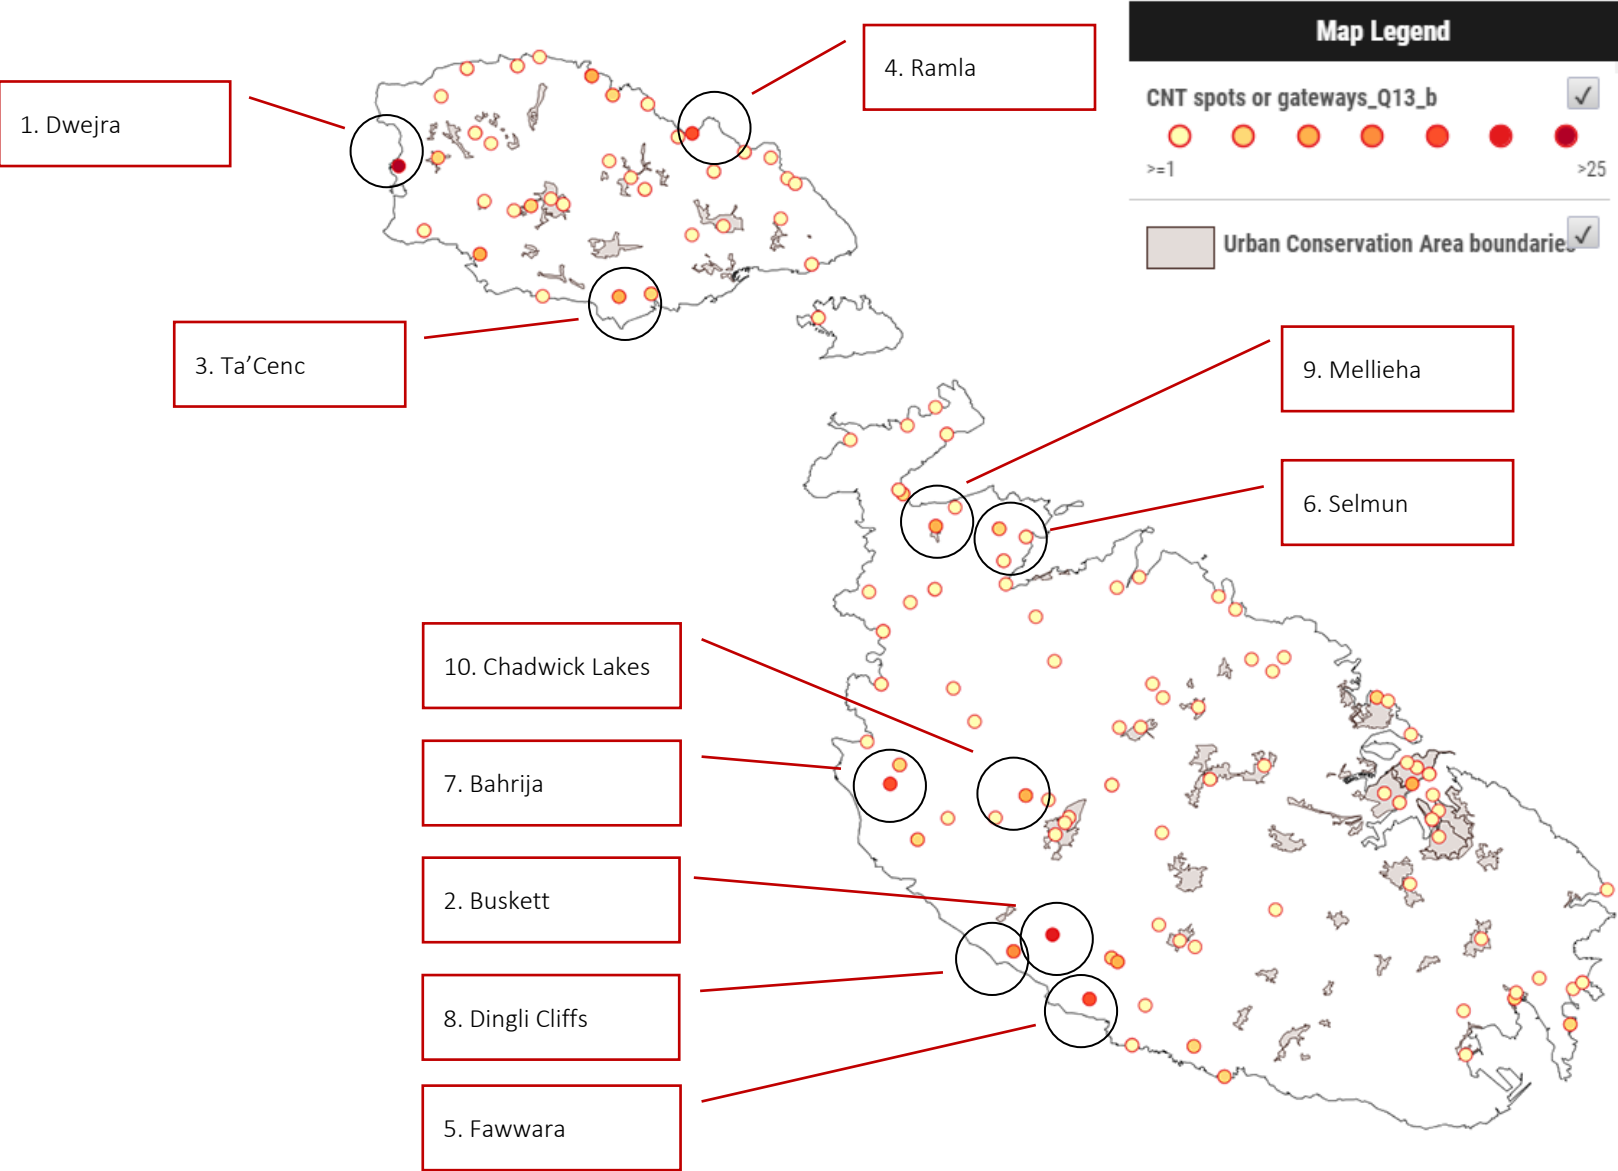 Map Legend
CNT spots or gateways_Q13_b
>=1
>25
Urban Conservation Area boundaries
4. Ramla
1. Dwejra
3. Ta’Cenc
9. Mellieha
6. Selmun
10. Chadwick Lakes
7. Bahrija
2. Buskett
8. Dingli Cliffs
5. Fawwara